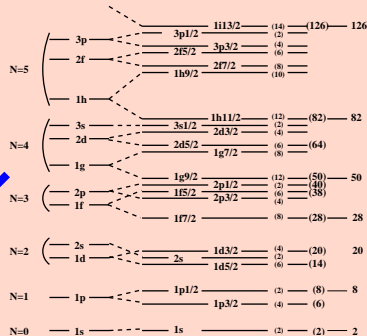 1i13/2 (14) (126) 126
3p 3p1/2 (2)
3p3/2 (4)
2f 2f5/2 (6)
N=5 2f7/2 (8)
1h9/2 (10)
1h
1h11/2 (12) (82) 82
3s 3s1/2 (2)
2d 2d3/2 (4)
N=4 2d5/2 (6) (64)
1g7/2 (8)
1g
1g9/2 (12) (50) 50
2p 2p1/2 (2) (40)
N=3 1f5/2 (6) (38)
1f 2p3/2 (4)
1f7/2 (8) (28) 28
2s
N=2 1d3/2 (4) (20) 20
1d 2s (2)
1d5/2 (6) (14)
1p1/2 (2) (8) 8
N=1 1p
1p3/2 (4) (6)
N=0 1s 1s (2) (2) 2